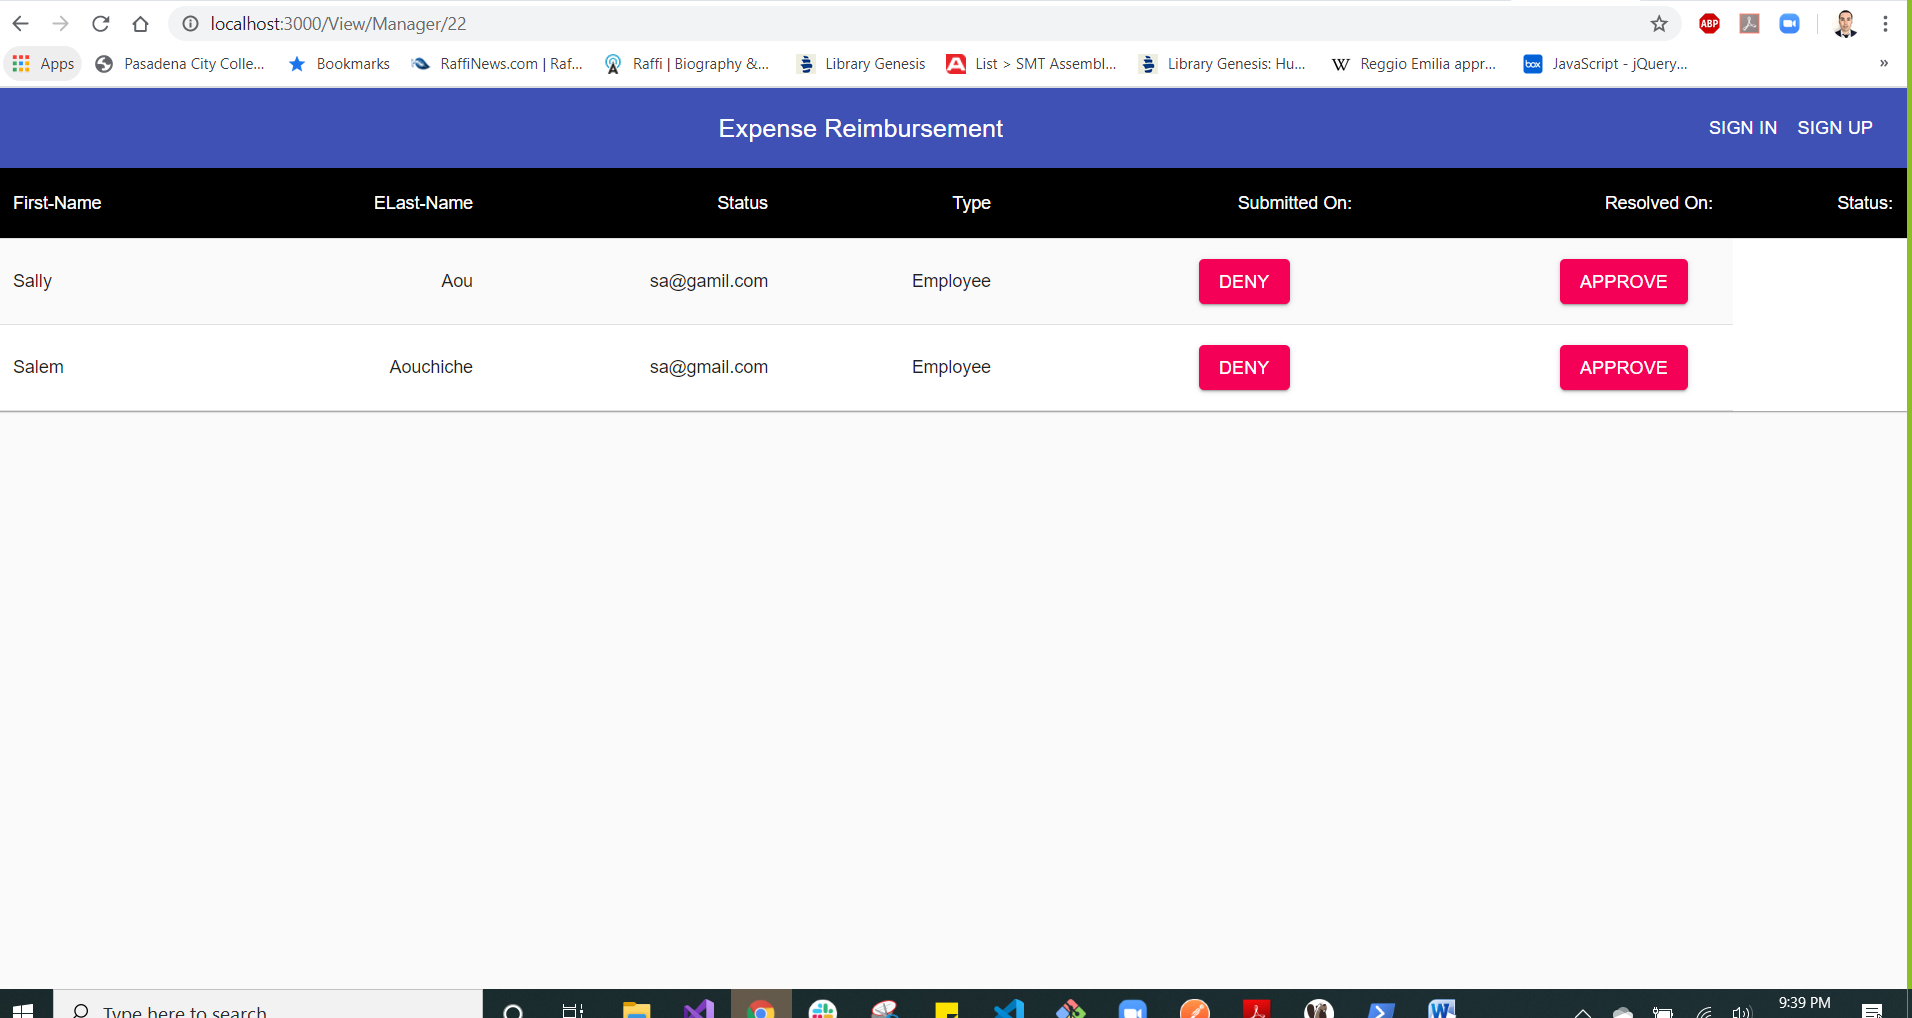 localhost:3000/View/Manager/22
ABP
Apps Pasadena City Colle... Bookmarks RaffiNews.com | Raf... Raffi | Biography &... Library Genesis List > SMT Assembl... Library Genesis: Hu... W Reggio Emilia appr... box JavaScript - jQuery... »
Expense Reimbursement SIGN IN SIGN UP
First-Name ELast-Name Status Type Submitted On: Resolved On: Status:
Sally Aou sa@gamil.com Employee DENY APPROVE
Salem Aouchiche sa@gmail.com Employee DENY APPROVE
Type here to search 9:39 PM